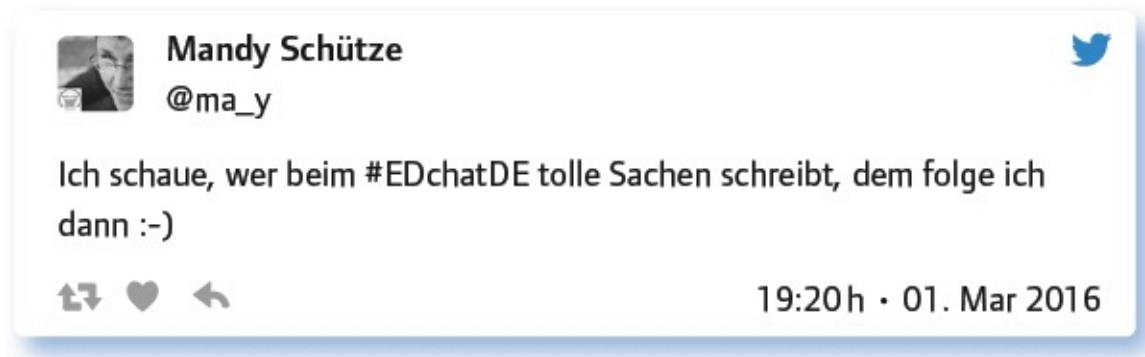 Mandy Schütze
@ma_y
Ich schaue, wer beim #EDchatDE tolle Sachen schreibt, dem folge ich
dann :-)
19:20 h · 01. Mar 2016